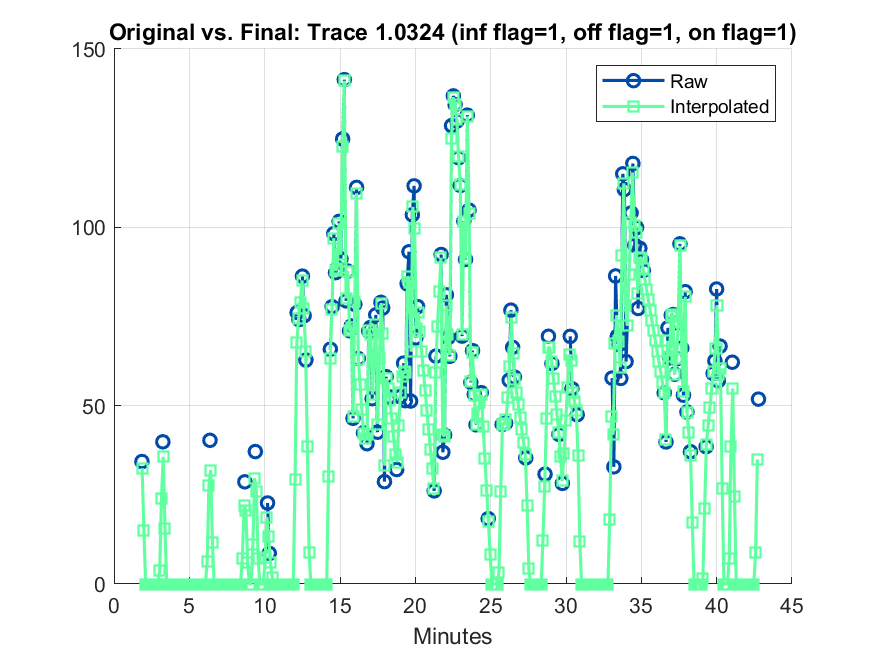 Original vs. Final: Trace 1.0324 (inf flag=1, off flag=1, on flag=1)
150
100
50
0
Raw
Interpolated
0 5 10 15 20 25 30 35 40 45
Minutes